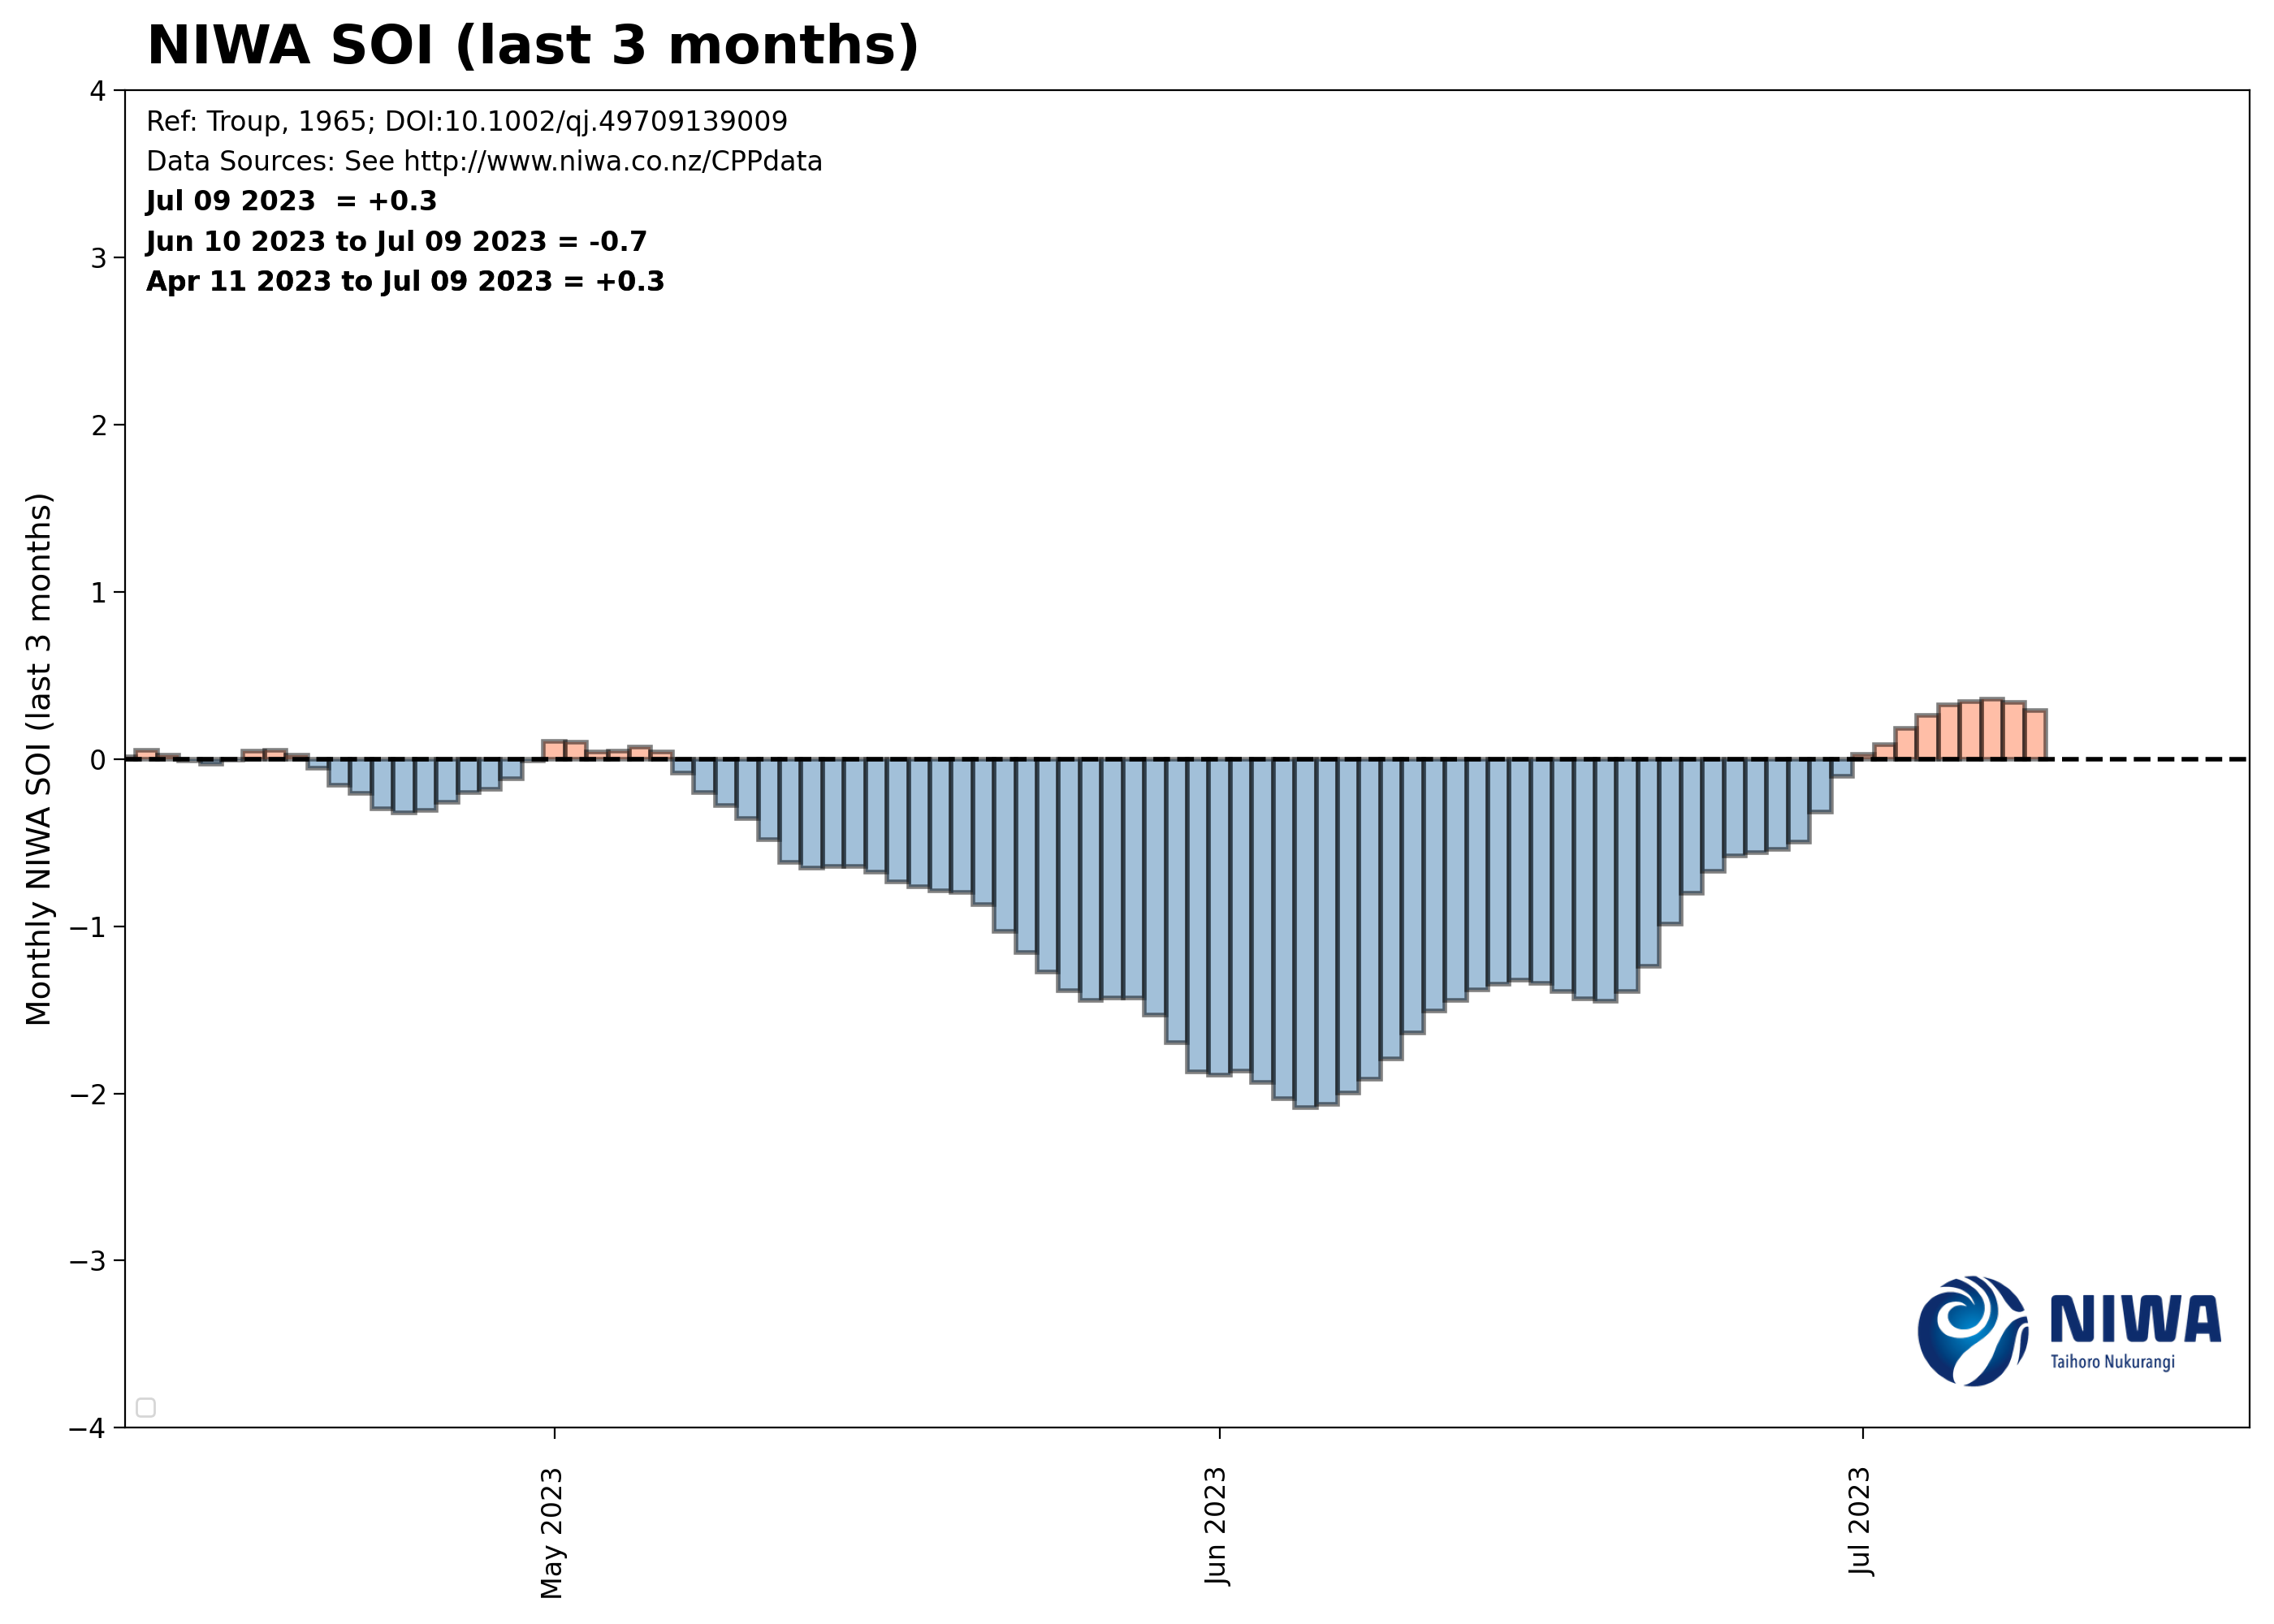 NIWA SOI (last 3 months)
Ref: Troup, 1965; DOI:10.1002/qj.49709139009
Data Sources: See http://www.niwa.co.nz/CPPdata
Jul 09 2023  = +0.3
Jun 10 2023 to Jul 09 2023 = -0.7
Apr 11 2023 to Jul 09 2023 = +0.3
Monthly NIWA SOI (last 3 months)
4
3
2
1
0
−1
−2
−3
−4
May 2023
Jun 2023
Jul 2023
NIWA
Taihoro Nukurangi